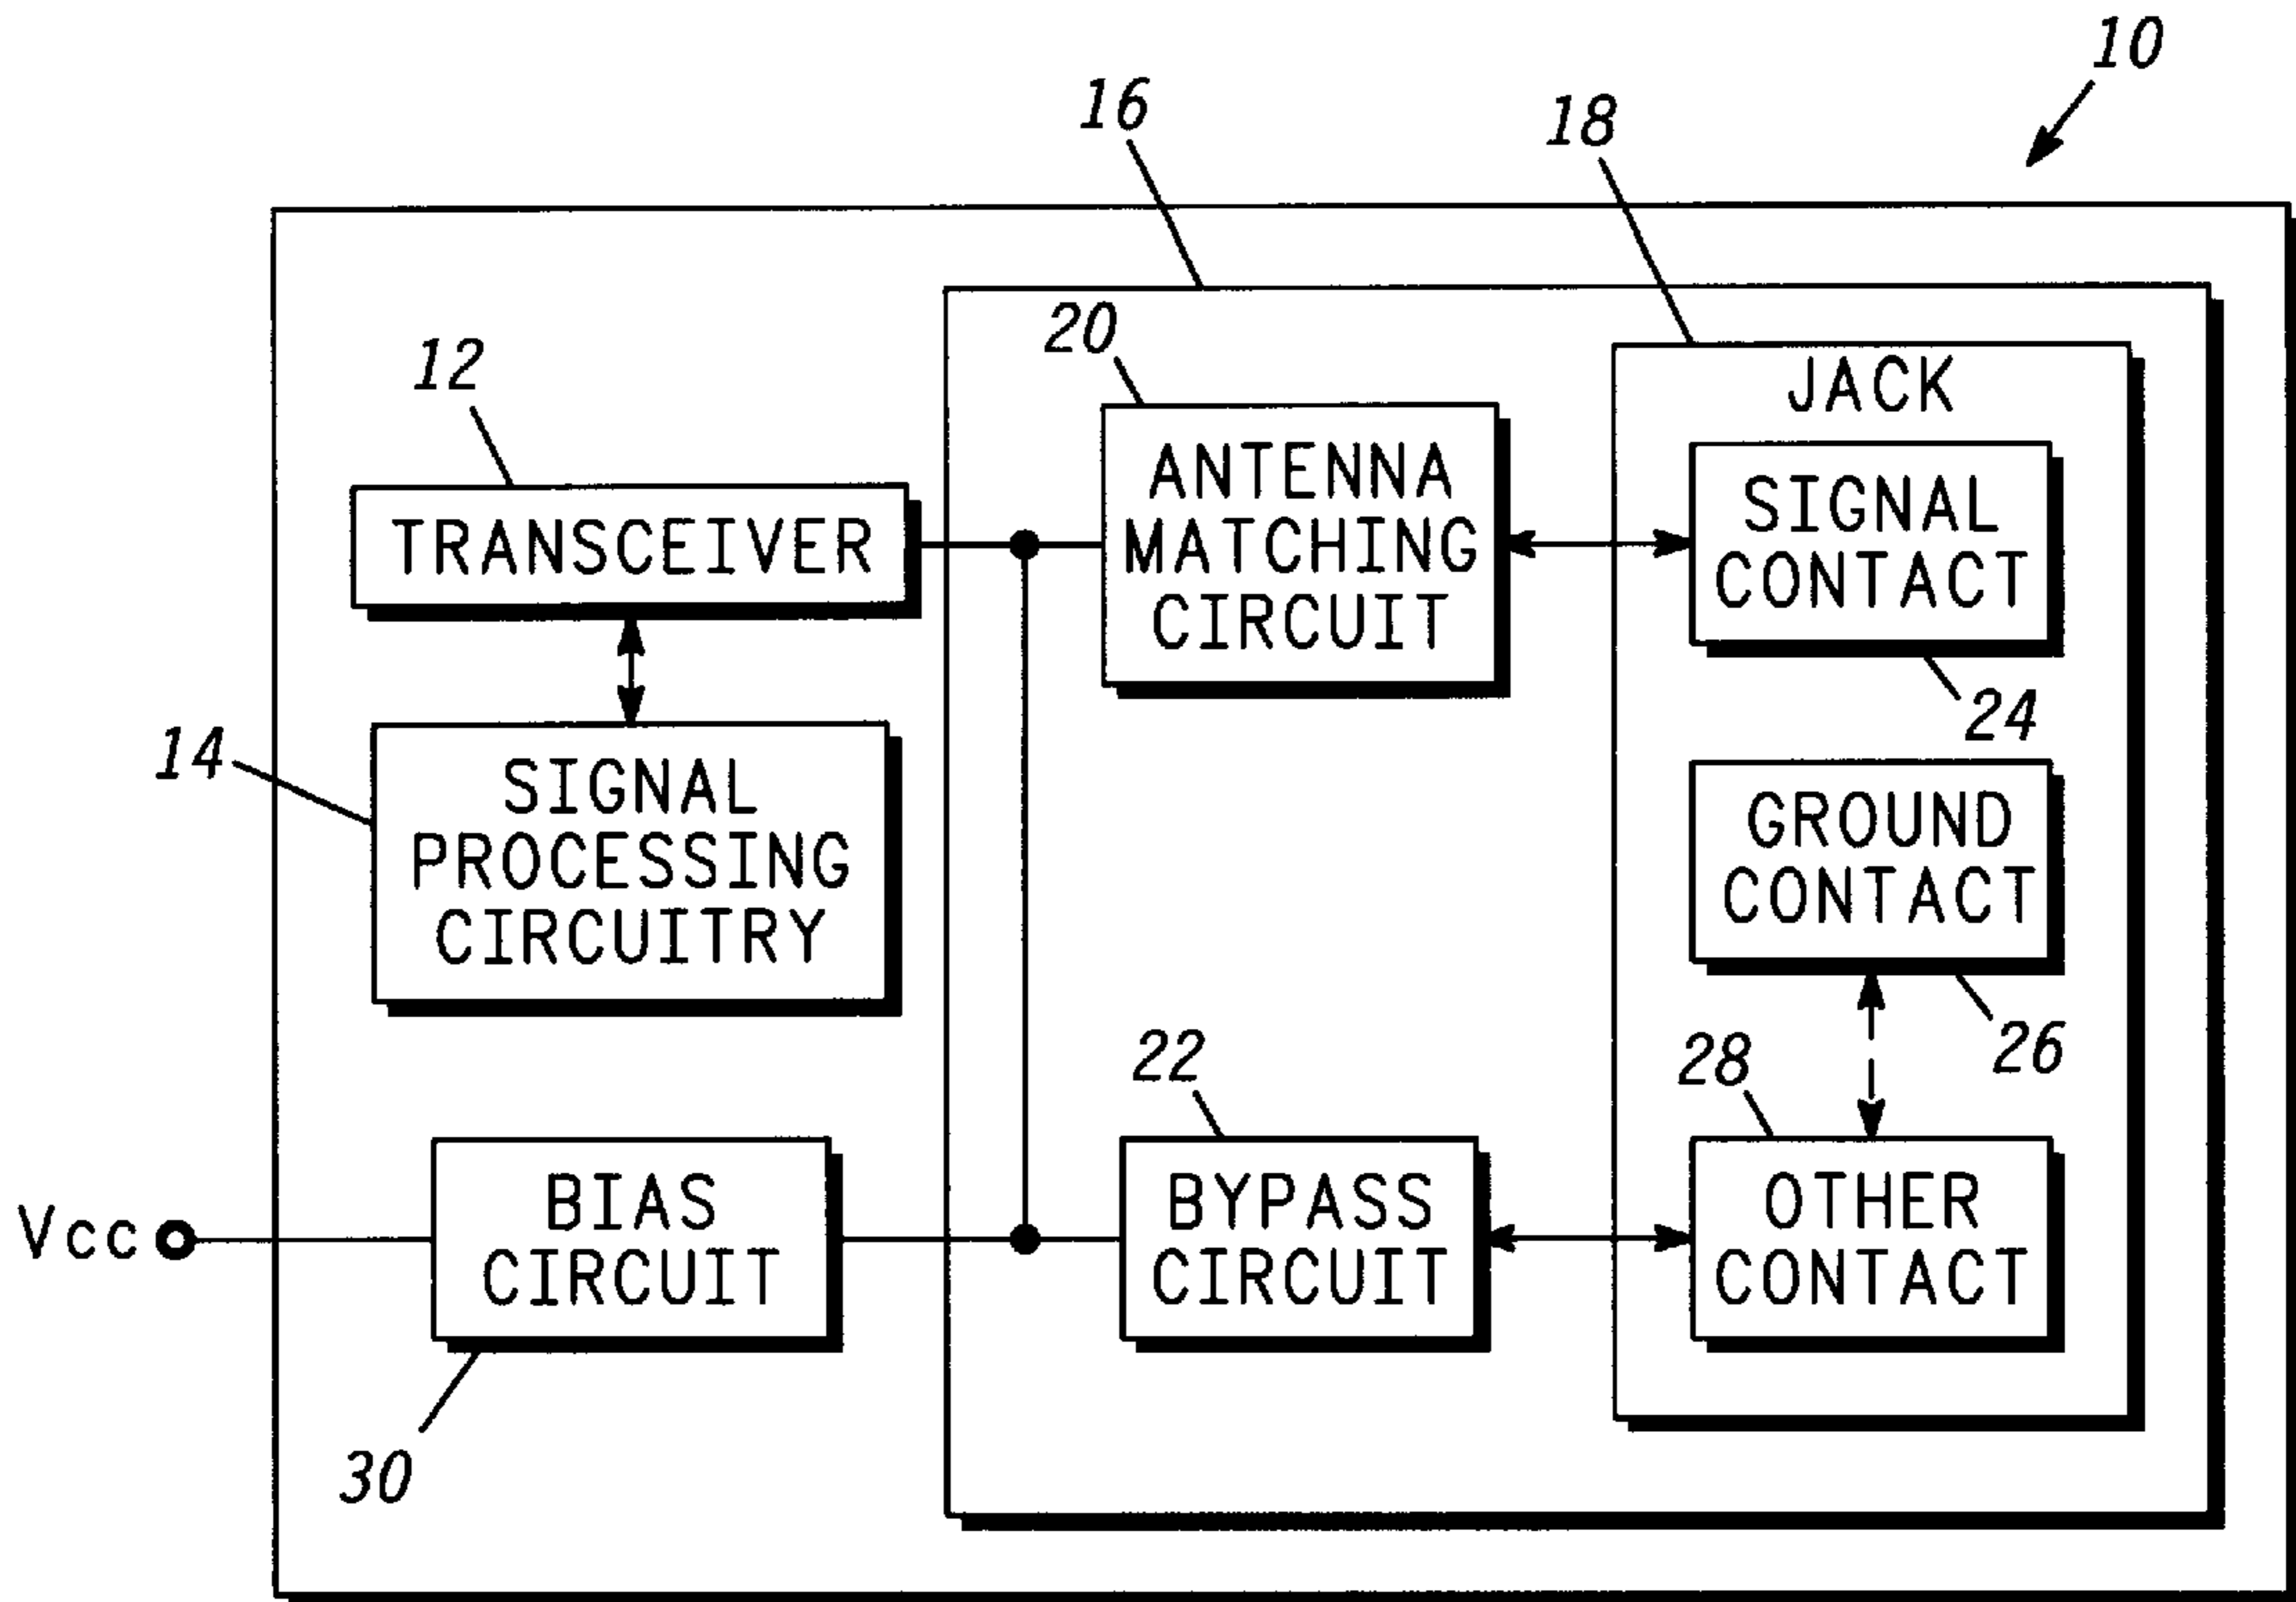 10
16
18
20
12
JACK
ANTENNA
MATCHING
CIRCUIT
SIGNAL
CONTACT
TRANSCEIVER
24
14
SIGNAL
PROCESSING
CIRCUITRY
GROUND
CONTACT
22
28
26
Vcc
BIAS
CIRCUIT
BYPASS
CIRCUIT
OTHER
CONTACT
30